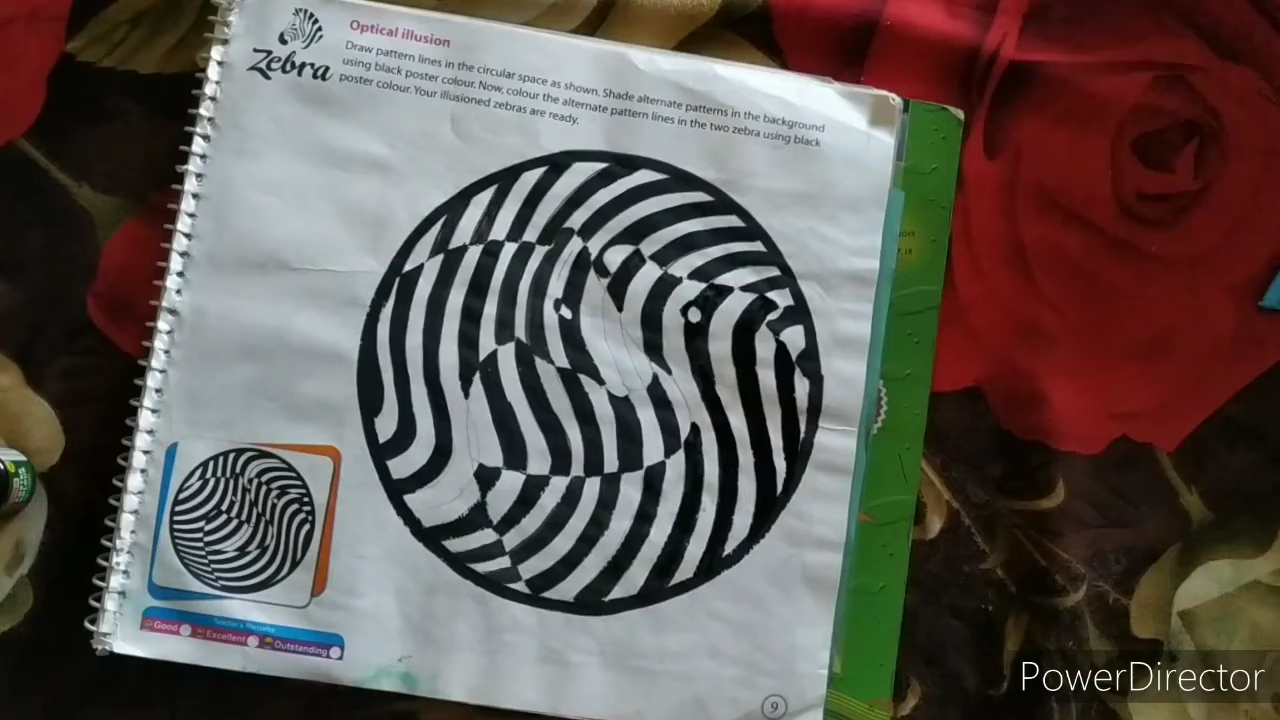 Optical illusion
Zebra
Draw pattern lines in the circular space as shown. Shade alternate patterns in the background
using black poster colour. Now, colour the alternate pattern lines in the two zebra using black
poster colour. Your illusioned zebras are ready.
Teacher's Remarks
Good Excellent Outstanding
9
PowerDirector